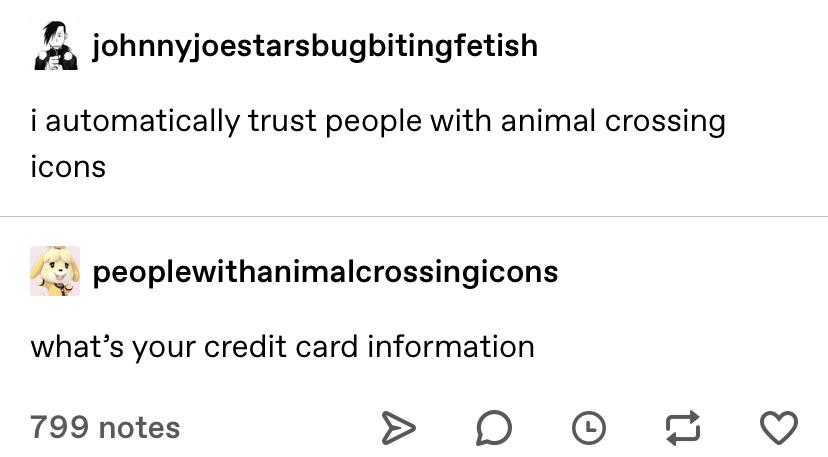 johnnyjoestarsbugbitingfetish
i automatically trust people with animal crossing
icons
peoplewithanimalcrossingicons
what’s your credit card information
799 notes